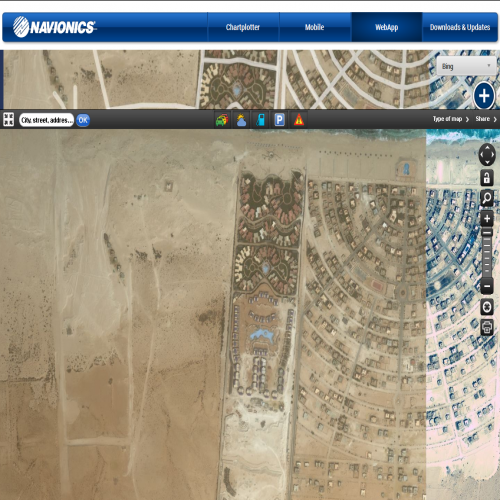 NAVIONICS
Chartplotter Mobile WebApp Downloads & Updates
Bing
City, street, addres... OK P Type of map Share